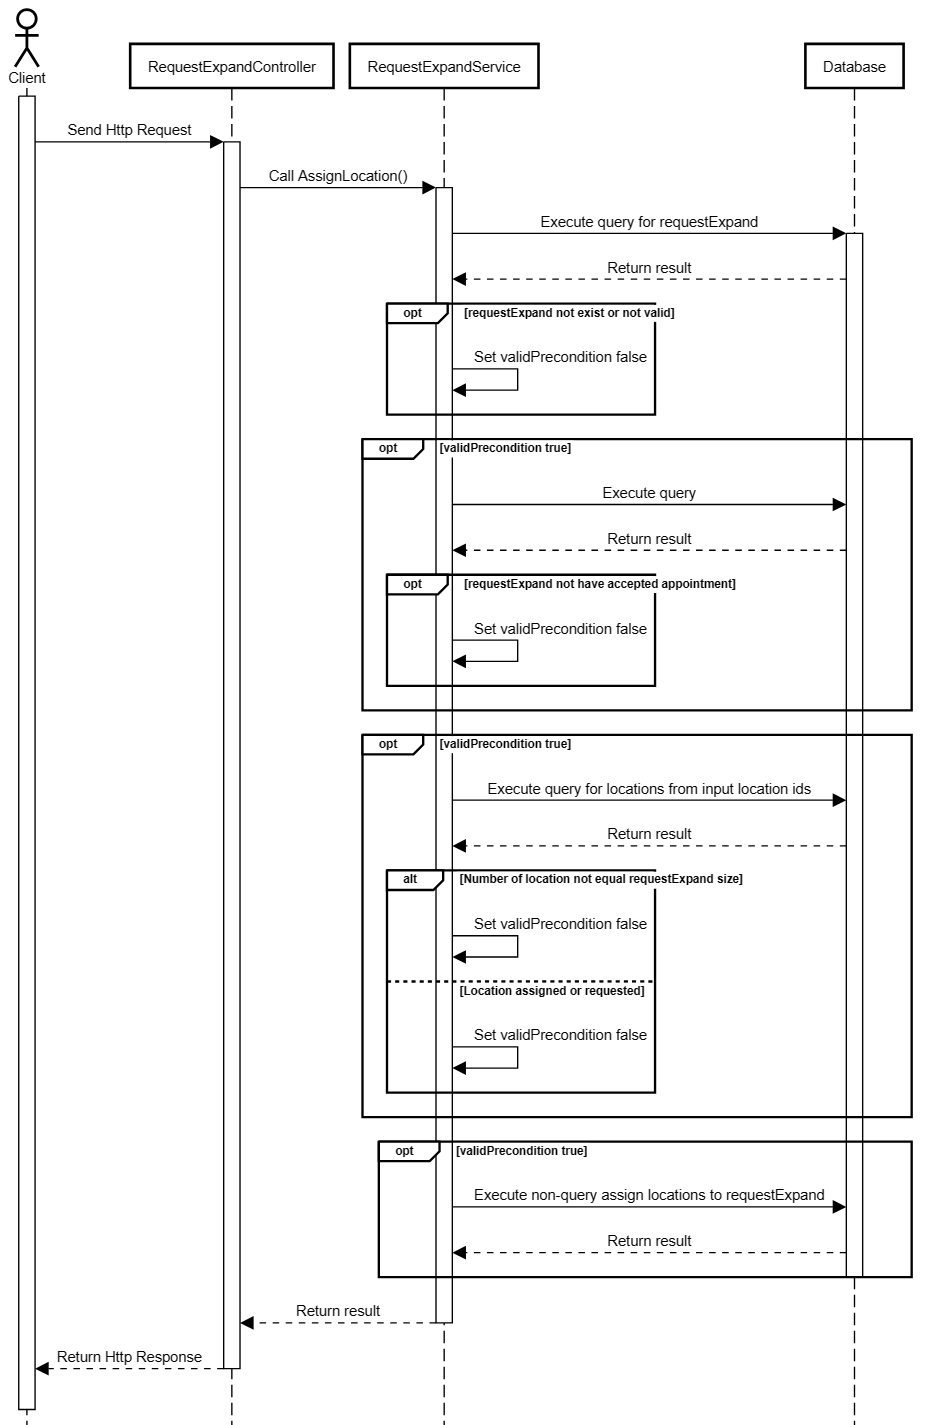 Client
RequestExpandController
RequestExpandService
Database
Send Http Request
Call AssignLocation()
Execute query for requestExpand
Return result
opt
[requestExpand not exist or not valid]
Set validPrecondition false
opt
[validPrecondition true]
Execute query
Return result
opt
[requestExpand not have accepted appointment]
Set validPrecondition false
opt
[validPrecondition true]
Execute query for locations from input location ids
Return result
alt
[Number of location not equal requestExpand size]
Set validPrecondition false
[Location assigned or requested]
Set validPrecondition false
opt
[validPrecondition true]
Execute non-query assign locations to requestExpand
Return result
Return result
Return Http Response